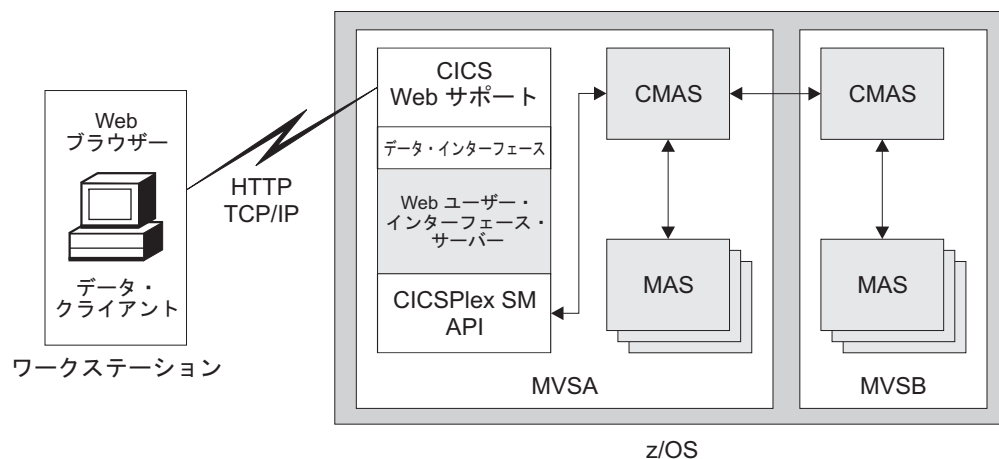 Web
ブラウザー
データ・
クライアント
ワークステーション
HTTP
TCP/IP
CICS
Web サポート
データ・インターフェース
Web ユーザー・
インターフェース・
サーバー
CICSPlex SM
API
CMAS
MAS
MVSA
CMAS
MAS
MVSB
z/OS